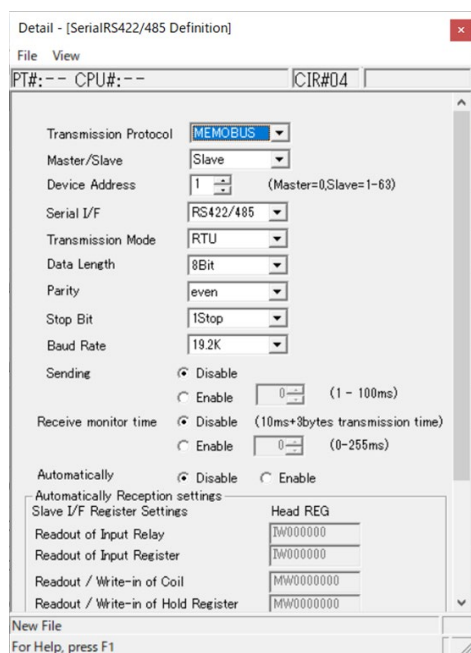 Detail - [SerialRS422/485 Definition]
File View
PT#:-- CPU#:-- CIR#04
Transmission Protocol MEMOBUS
Master/Slave Slave
Device Address 1 (Master=0,Slave=1-63)
Serial I/F RS422/485
Transmission Mode RTU
Data Length 8Bit
Parity even
Stop Bit 1Stop
Baud Rate 19.2K
Sending Disable
Enable 0 (1 - 100ms)
Receive monitor time Disable (10ms+3bytes transmission time)
Enable 0 (0-255ms)
Automatically Disable Enable
Automatically Reception settings
Slave I/F Register Settings Head REG
Readout of Input Relay IW000000
Readout of Input Register IW000000
Readout / Write-in of Coil MW0000000
Readout / Write-in of Hold Register MW0000000
New File
For Help, press F1